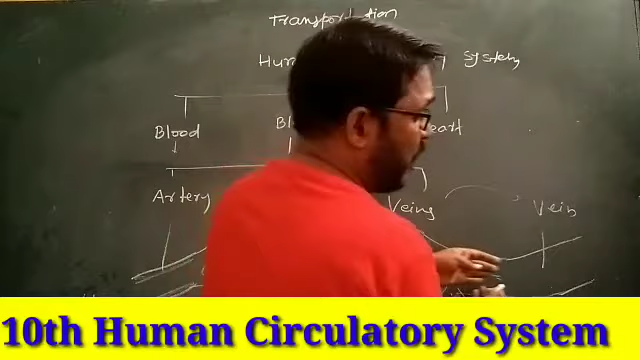 Transportation
Hum System
Blood Bl eart
Artery Veins Vein
10th Human Circulatory System